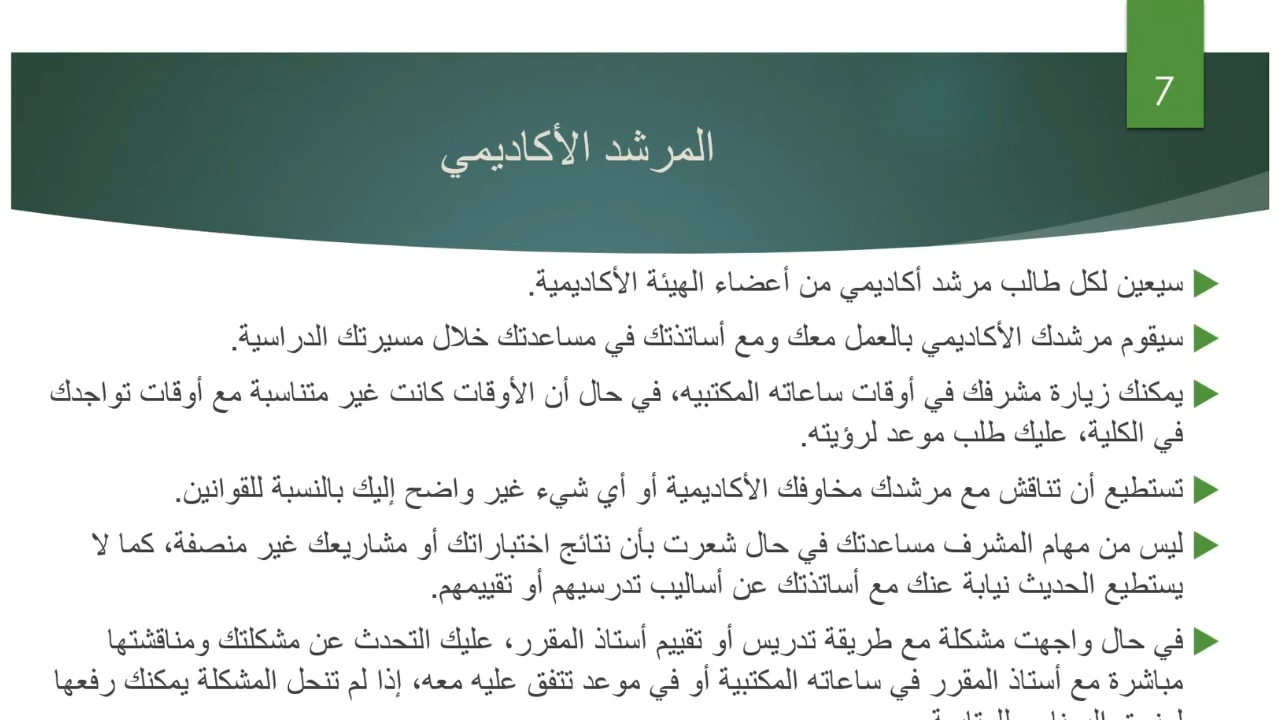 7
المرشد الأكاديمي
سيعين لكل طالب مرشد أكاديمي من أعضاء الهيئة الأكاديمية.
سيقوم مرشدك الأكاديمي بالعمل معك ومع أساتذتك في مساعدتك خلال مسيرتك الدراسية.
يمكنك زيارة مشرفك في أوقات ساعاته المكتبيه، في حال أن الأوقات كانت غير متناسبة مع أوقات تواجدك
في الكلية، عليك طلب موعد لرؤيته.
تستطيع أن تناقش مع مرشدك مخاوفك الأكاديمية أو أي شيء غير واضح إليك بالنسبة للقوانين.
ليس من مهام المشرف مساعدتك في حال شعرت بأن نتائج اختباراتك أو مشاريعك غير منصفة، كما لا
يستطيع الحديث نيابة عنك مع أساتذتك عن أساليب تدرسيهم أو تقييمهم.
في حال واجهت مشكلة مع طريقة تدريس أو تقييم أستاذ المقرر، عليك التحدث عن مشكلتك ومناقشتها
مباشرة مع أستاذ المقرر في ساعاته المكتبية أو في موعد تتفق عليه معه، إذا لم تنحل المشكلة يمكنك رفعها